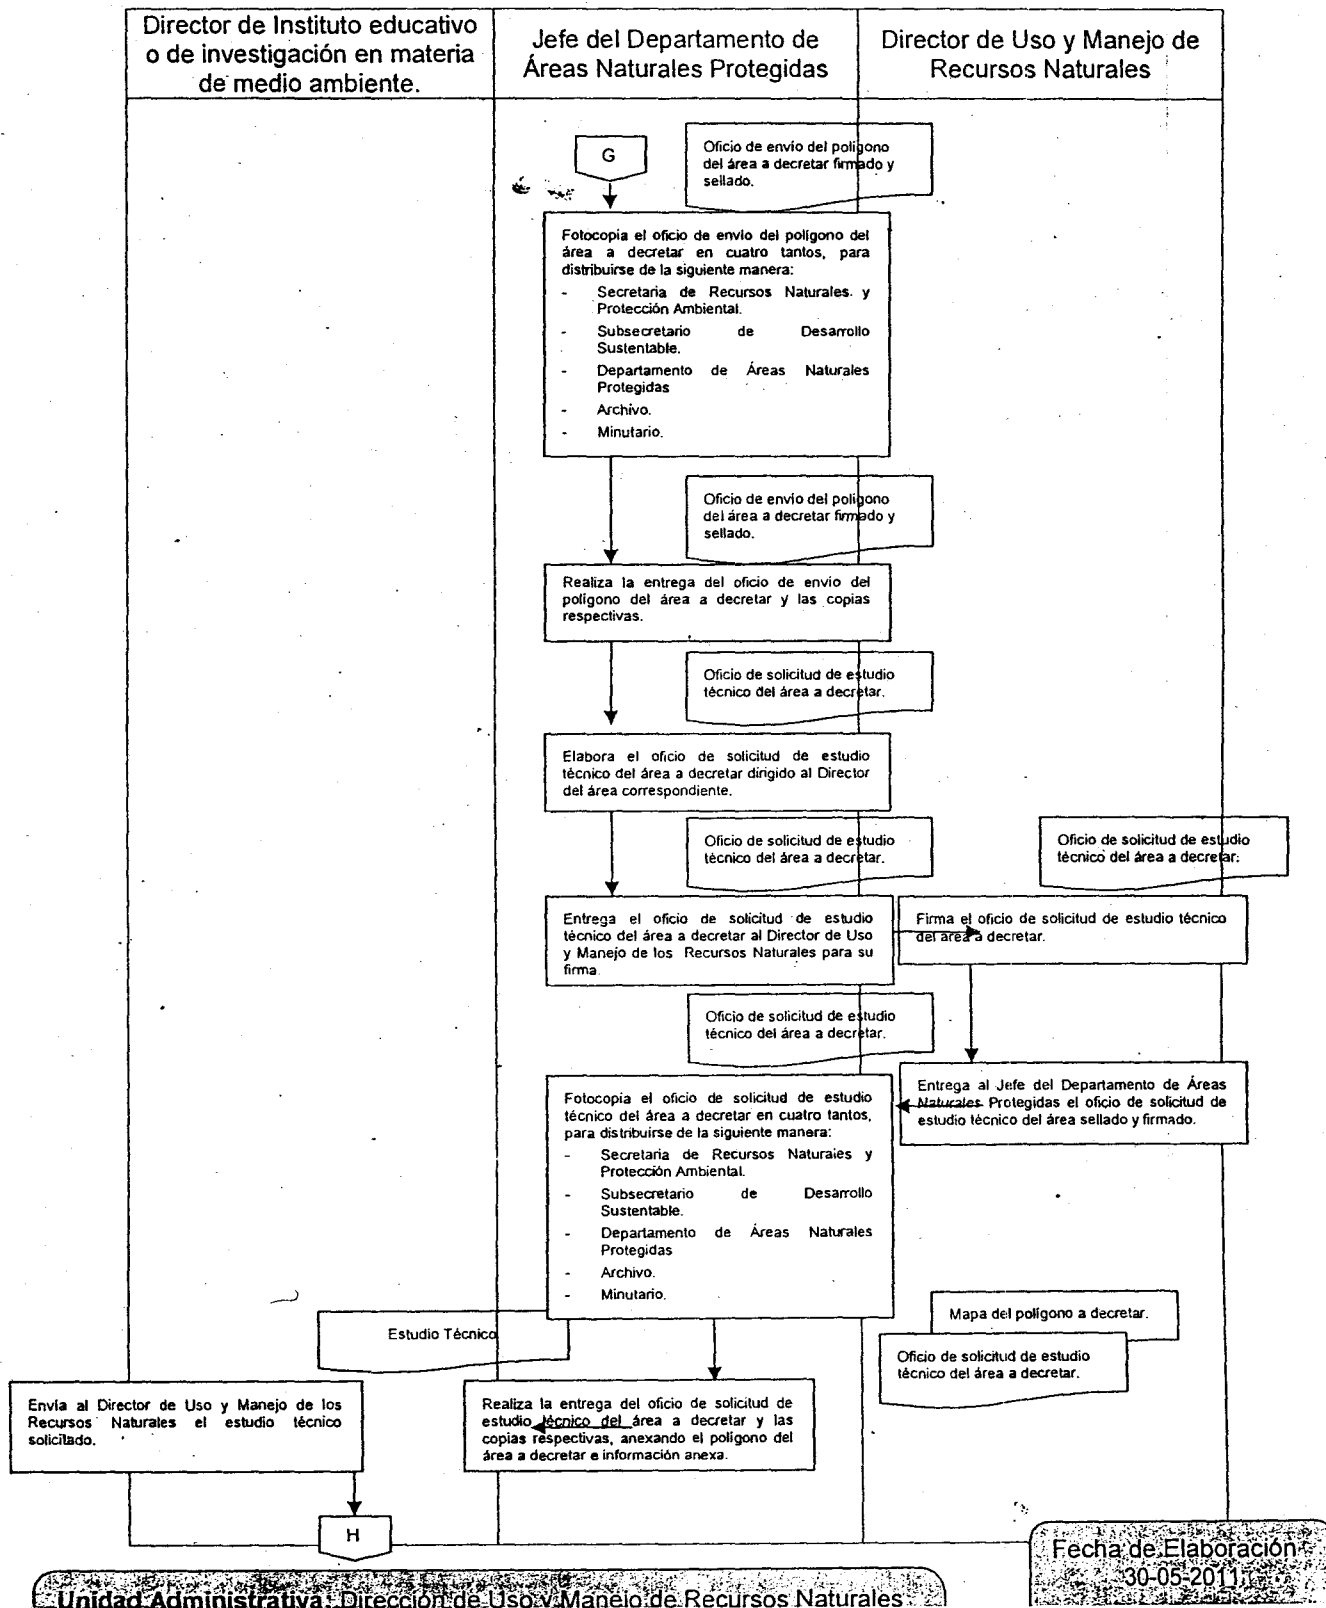 Director de Instituto educativo
o de investigación en materia
de medio ambiente.
Jefe del Departamento de
Áreas Naturales Protegidas
Director de Uso y Manejo de
Recursos Naturales
G
Oficio de envío del polígono
del área a decretar firmado y
sellado.
Fotocopia el oficio de envío del polígono del
área a decretar en cuatro tantos, para
distribuirse de la siguiente manera:
- Secretaria de Recursos Naturales y
Protección Ambiental.
- Subsecretario de Desarrollo
Sustentable.
- Departamento de Áreas Naturales
Protegidas
- Archivo.
- Minutario.
Oficio de envío del polígono
del área a decretar firmado y
sellado.
Realiza la entrega del oficio de envío del
polígono del área a decretar y las copias
respectivas.
Oficio de solicitud de estudio
técnico del área a decretar.
Elabora el oficio de solicitud de estudio
técnico del área a decretar dirigido al Director
del área correspondiente.
Oficio de solicitud de estudio
técnico del área a decretar.
Oficio de solicitud de estudio
técnico del área a decretar.
Entrega el oficio de solicitud de estudio
técnico del área a decretar al Director de Uso
y Manejo de los Recursos Naturales para su
firma.
Firma el oficio de solicitud de estudio técnico
del área a decretar.
Oficio de solicitud de estudio
técnico del área a decretar.
Entrega al Jefe del Departamento de Áreas
Naturales Protegidas el oficio de solicitud de
estudio técnico del área sellado y firmado.
Fotocopia el oficio de solicitud de estudio
técnico del área a decretar en cuatro tantos,
para distribuirse de la siguiente manera:
- Secretaria de Recursos Naturales y
Protección Ambiental.
- Subsecretario de Desarrollo
Sustentable.
- Departamento de Áreas Naturales
Protegidas
- Archivo.
- Minutario.
Mapa del polígono a decretar.
Oficio de solicitud de estudio
técnico del área a decretar.
Estudio Técnico
Envía al Director de Uso y Manejo de los
Recursos Naturales el estudio técnico
solicitado.
Realiza la entrega del oficio de solicitud de
estudio técnico del área a decretar y las
copias respectivas, anexando el polígono del
área a decretar e información anexa.
H
Fecha de Elaboración
30-05-2011
Unidad Administrativa: Dirección de Uso y Manejo de Recursos Naturales